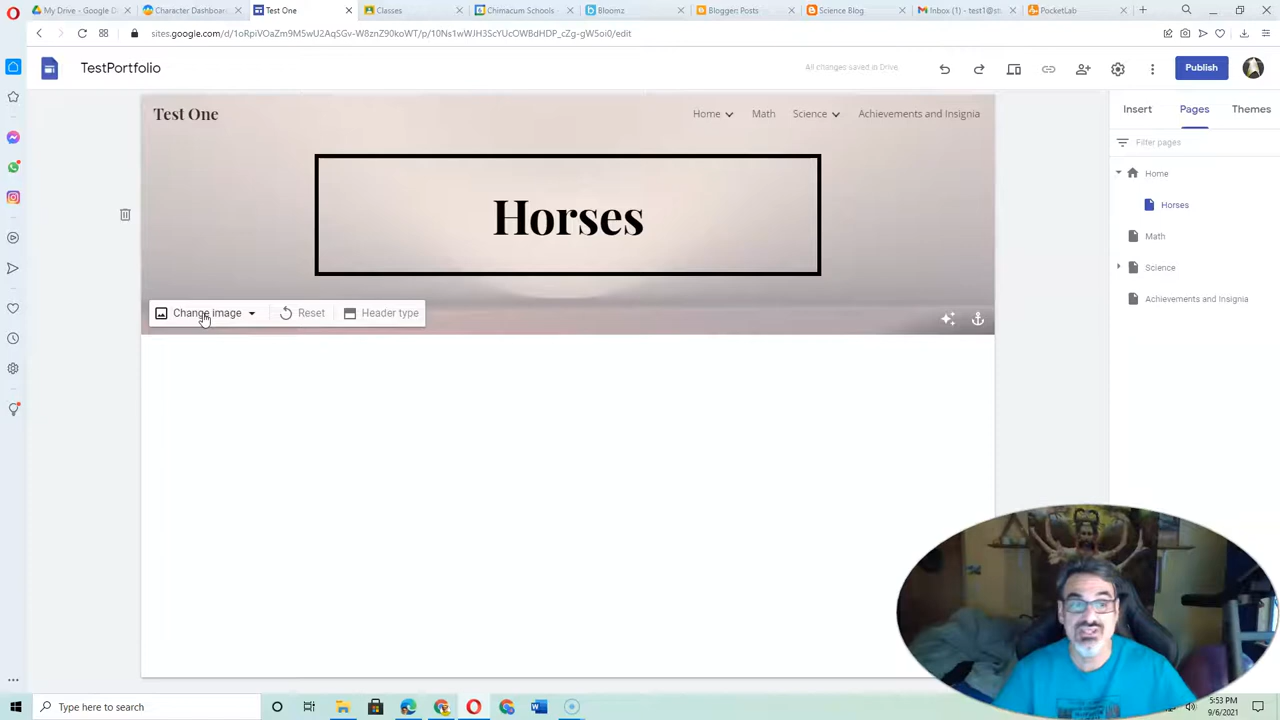 My Drive - Google D
Character Dashboard
Test One
Classes
Chimacum Schools -
Bloomz
Blogger: Posts
Science Blog
Inbox (1) - test1@st
PocketLab
sites.google.com/d/1oRpiVOaZm9M5wU2AqGv-W8znZ90koWT/p/10Ns1wWJH3ScYUcOWBdHDP_cZg-gW5oi0/edit
TestPortfolio
All changes saved in Drive
Publish
Test One
Home
Math
Science
Achievements and Insignia
Insert
Pages
Themes
Filter pages
Horses
Home
Horses
Math
Science
Achievements and Insignia
Change image
Reset
Header type
Type here to search
5:53 PM
9/6/2021